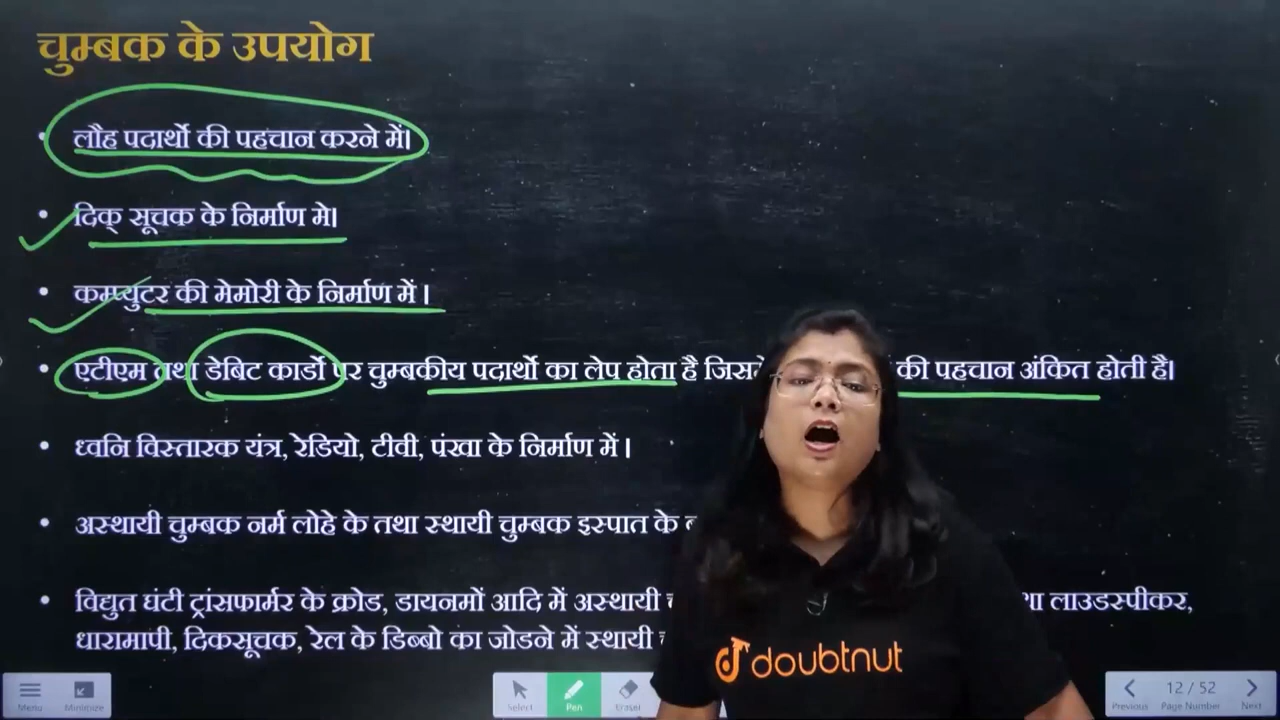 चुम्बक के उपयोग
• लौह पदार्थो की पहचान करने में।
• दिक् सूचक के निर्माण मे।
• कम्प्युटर की मेमोरी के निर्माण में ।
• एटीएम तथा डेबिट कार्डो पर चुम्बकीय पदार्थो का लेप होता है की पहचान अंकित होती है।
• ध्वनि विस्तारक यंत्र, रेडियो, टीवी, पंखा के निर्माण में ।
• अस्थायी चुम्बक नर्म लोहे के तथा स्थायी चुम्बक इस्पात के
• विद्युत घंटी ट्रांसफार्मर के क्रोड, डायनमों आदि में अस्थायी लाउडस्पीकर,
धारामापी, दिकसूचक, रेल के डिब्बो का जोडने में स्थायी
doubtnut
Menu Minimize Select Pen Eraser Previous 12 / 52 Page Number Next